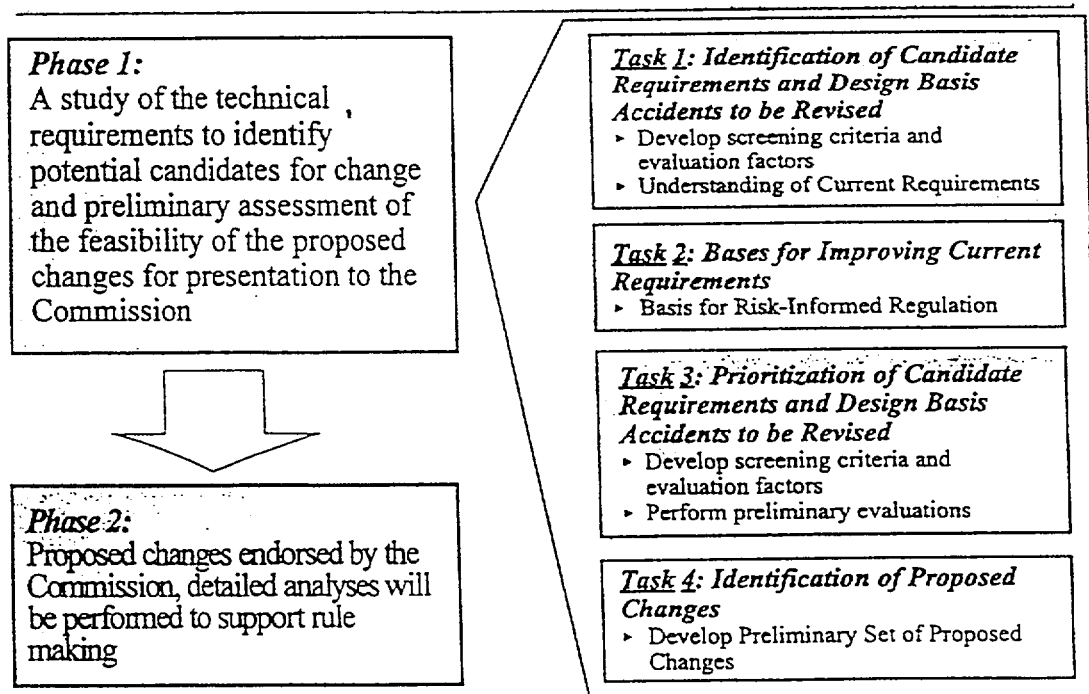 Phase 1:
A study of the technical
requirements to identify
potential candidates for change
and preliminary assessment of
the feasibility of the proposed
changes for presentation to the
Commission
Phase 2:
Proposed changes endorsed by the
Commission, detailed analyses will
be performed to support rule
making
Task 1: Identification of Candidate
Requirements and Design Basis
Accidents to be Revised
▸ Develop screening criteria and
evaluation factors
▸ Understanding of Current Requirements
Task 2: Bases for Improving Current
Requirements
▸ Basis for Risk-Informed Regulation
Task 3: Prioritization of Candidate
Requirements and Design Basis
Accidents to be Revised
▸ Develop screening criteria and
evaluation factors
▸ Perform preliminary evaluations
Task 4: Identification of Proposed
Changes
▸ Develop Preliminary Set of Proposed
Changes